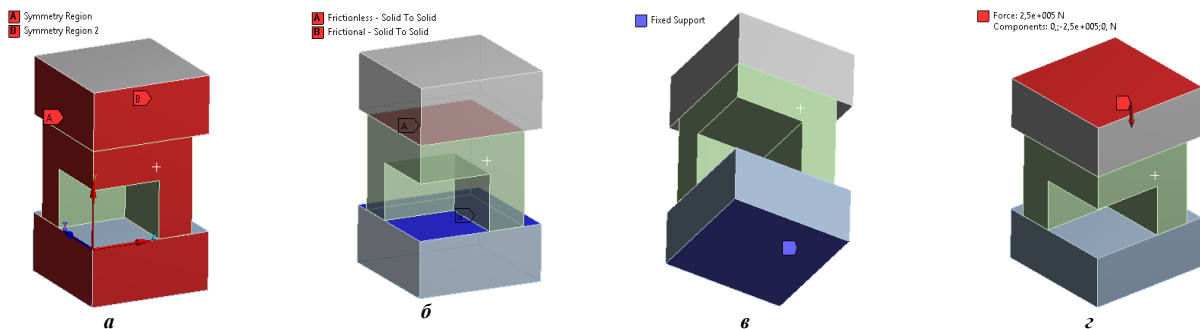 A Symmetry Region
B Symmetry Region 2
A Frictionless - Solid To Solid
B Frictional - Solid To Solid
Fixed Support
Force: 2,5e+005 N
Components: 0,;-2,5e+005;0, N
A
B
Y
Z
X
A
B
а
б
в
г